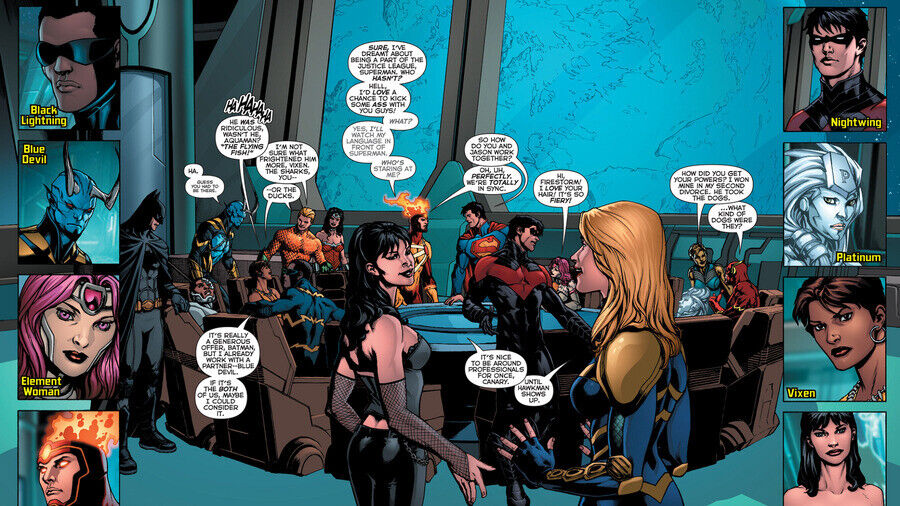 Black
Lightning
Blue
Devil
Element
Woman
HA HAHAHA
HA
HE WAS
RIDICULOUS,
WASN'T HE,
AQUAMAN?
"THE FLYING
FISH!"
HA.
GUESS
YOU HAD TO
BE THERE.
I'M NOT
SURE WHAT
FRIGHTENED HIM
MORE, VIXEN.
THE SHARKS,
YOU--
--OR THE
DUCKS.
SURE, I'VE
DREAMT ABOUT
BEING A PART OF THE
JUSTICE LEAGUE,
SUPERMAN. WHO
HASN'T?
HELL,
I'D LOVE A
CHANCE TO KICK
SOME ASS WITH
YOU GUYS!
WHAT?
YES, I'LL
WATCH MY
LANGUAGE IN
FRONT OF
SUPERMAN.
WHO'S
STARING AT
ME?
SO HOW
DO YOU AND
JASON WORK
TOGETHER?
OH, UH,
PERFECTLY.
WE'RE TOTALLY
IN SYNC.
HI,
FIRESTORM!
I LOVE YOUR
HAIR! IT'S SO
FIERY!
HOW DID YOU GET
YOUR POWERS? I WON
MINE IN MY SECOND
DIVORCE. HE TOOK
THE DOGS.
...WHAT
KIND OF
DOGS WERE
THEY?
IT'S REALLY
A GENEROUS
OFFER, BATMAN,
BUT I ALREADY
WORK WITH A
PARTNER--BLUE
DEVIL.
IF IT'S
THE BOTH
OF US, MAYBE
I COULD
CONSIDER
IT.
IT'S NICE
TO BE AROUND
PROFESSIONALS
FOR ONCE,
CANARY.
UNTIL
HAWKMAN
SHOWS
UP.
Nightwing
Platinum
Vixen